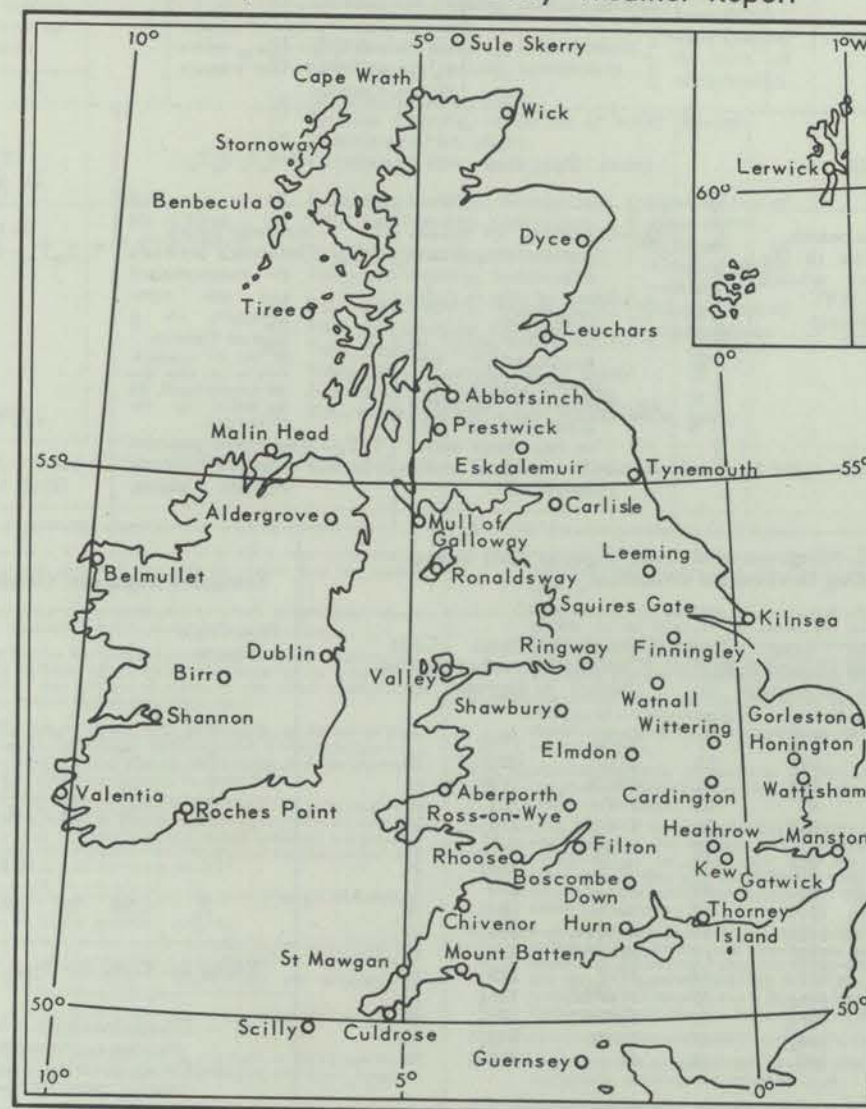 Weather Report
10°
5°
Sule Skerry
1°W
Cape Wrath
Wick
Stornoway
Lerwick
60°
Benbecula
Dyce
Tiree
Leuchars
0°
Abbotsinch
Prestwick
Malin Head
Eskdalemuir
Tynemouth
55°
55°
Carlisle
Aldergrove
Mull of
Galloway
Leeming
Belmullet
Ronaldsway
Squires Gate
Kilnsea
Dublin
Ringway
Finningley
Birr
Valley
Watnall
Shawbury
Wittering
Gorleston
Shannon
Elmdon
Honington
Valentia
Aberporth
Cardington
Wattisham
Roches Point
Ross-on-Wye
Heathrow
Manston
Rhoose
Filton
Kew
Boscombe
Down
Gatwick
Chivenor
Hurn
Thorney
Island
St Mawgan
Mount Batten
50°
50°
Scilly
Culdrose
Guernsey
10°
5°
0°